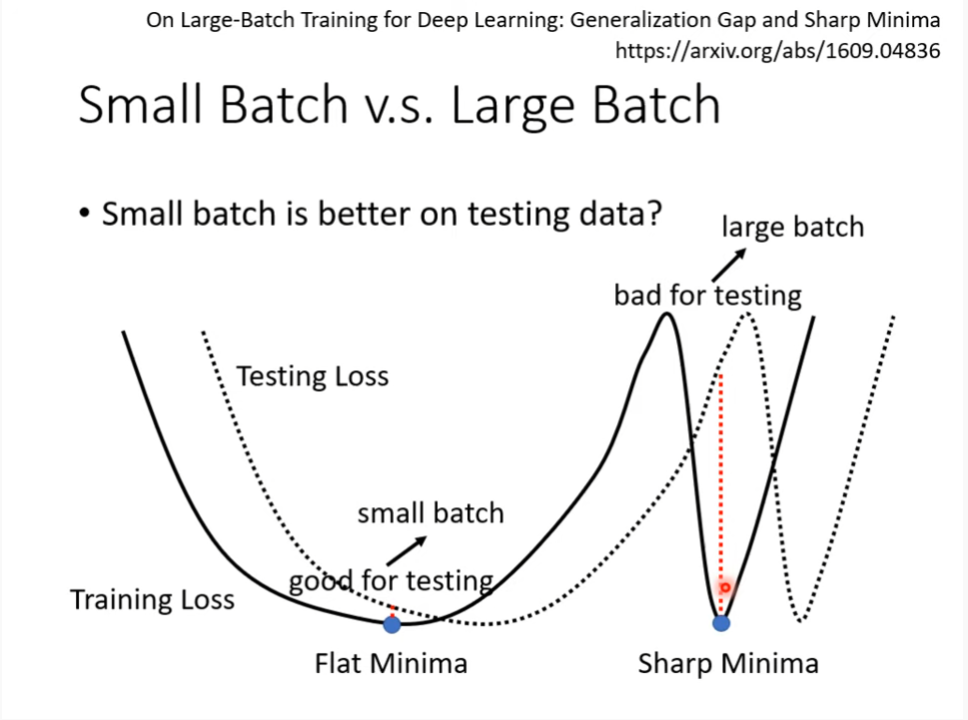 On Large-Batch Training for Deep Learning: Generalization Gap and Sharp Minima
https://arxiv.org/abs/1609.04836
Small Batch v.s. Large Batch
• Small batch is better on testing data?
large batch
bad for testing
Testing Loss
small batch
good for testing
Training Loss
Flat Minima
Sharp Minima